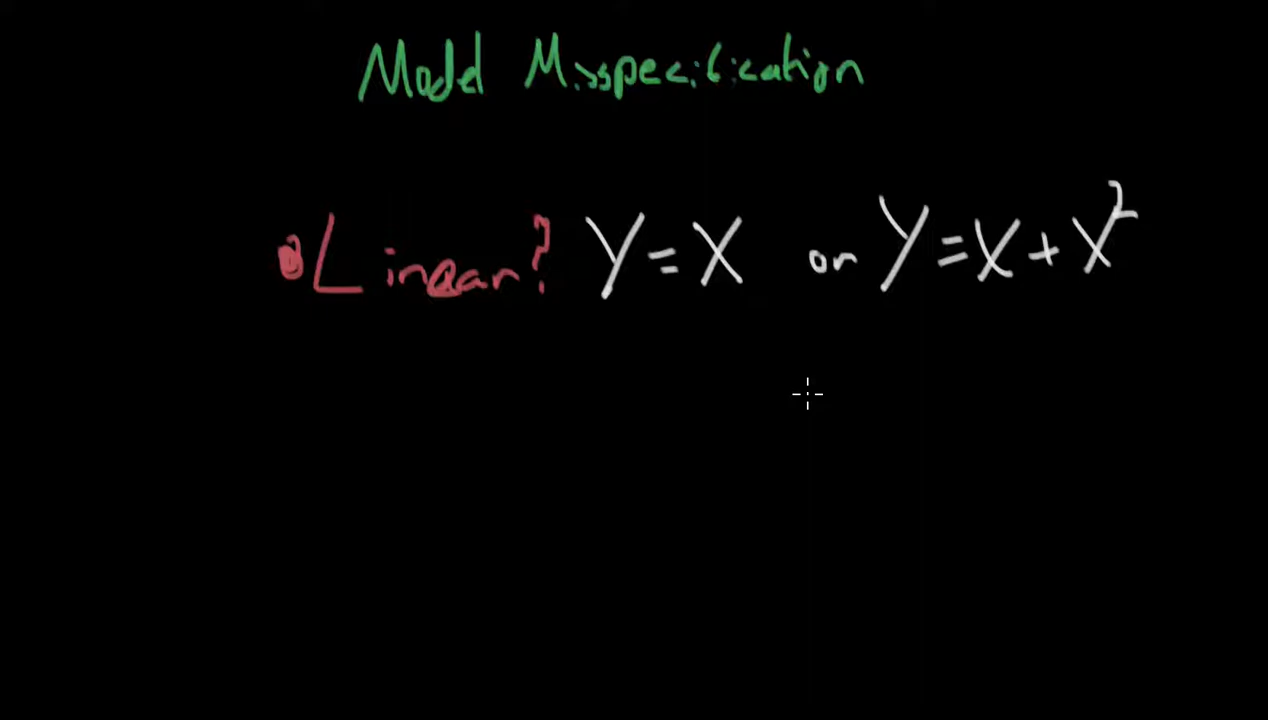 Model Misspecification
Linear? Y = X or Y = X + X²